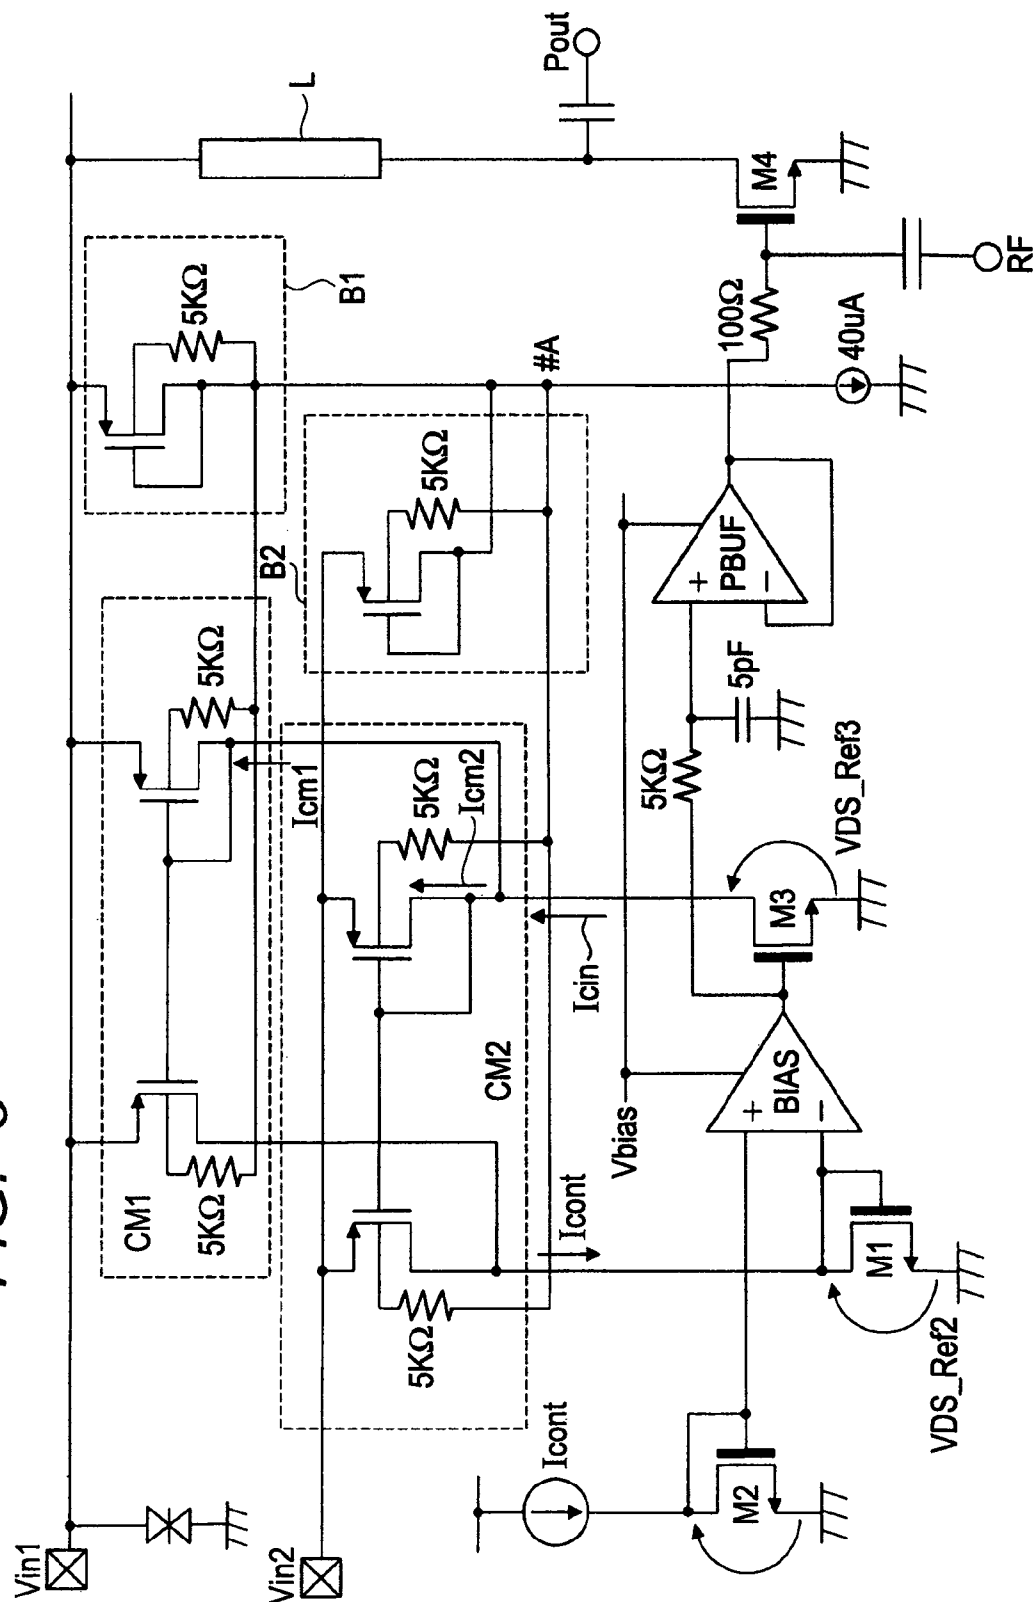 Vin1
Vin2
CM1
5KΩ
5KΩ
Icm1
5KΩ
B1
L
Pout
B2
5KΩ
#A
5KΩ
5KΩ
Icm2
CM2
Icin
Icont
Icont
Vbias
5KΩ
5pF
+
−
PBUF
100Ω
40uA
RF
M4
+
−
BIAS
M3
VDS_Ref3
M1
VDS_Ref2
M2